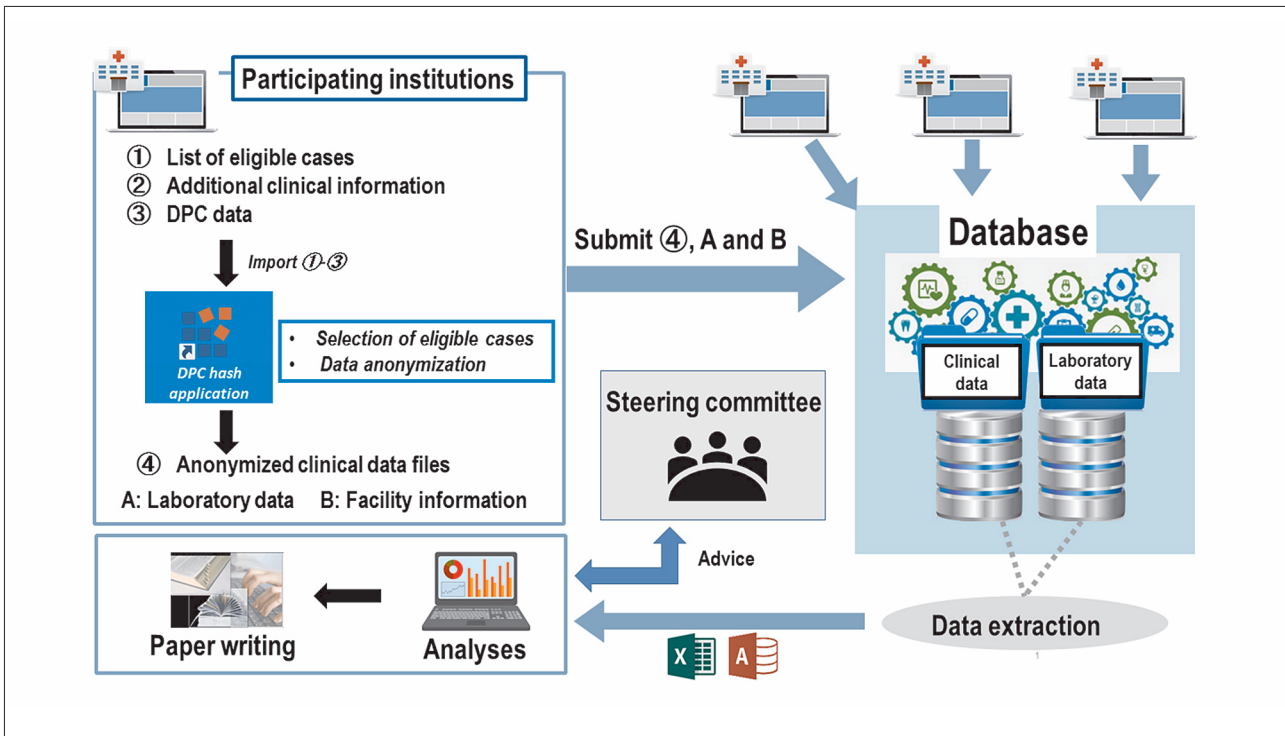 Participating institutions
① List of eligible cases
② Additional clinical information
③ DPC data
Import ①-③
DPC hash
application
• Selection of eligible cases
• Data anonymization
④ Anonymized clinical data files
A: Laboratory data B: Facility information
Submit ④, A and B
Database
Clinical
data
Laboratory
data
Steering committee
Advice
Data extraction
1
X
A
Analyses
Paper writing